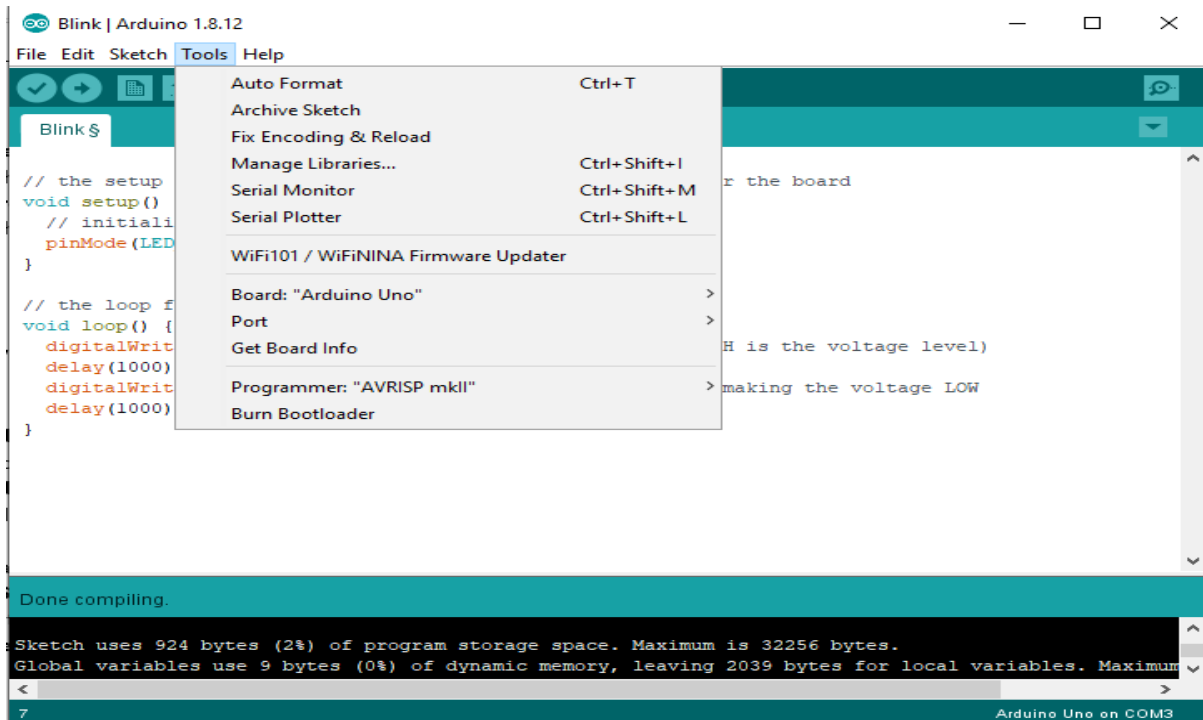 Blink | Arduino 1.8.12
File Edit Sketch Tools Help
Auto Format Ctrl+T
Archive Sketch
Fix Encoding & Reload
Manage Libraries... Ctrl+Shift+I
Serial Monitor Ctrl+Shift+M
Serial Plotter Ctrl+Shift+L
WiFi101 / WiFiNINA Firmware Updater
Board: "Arduino Uno"
Port
Get Board Info
Programmer: "AVRISP mkII"
Burn Bootloader
Blink §
// the setup r the board
void setup()
// initiali
pinMode(LED
}
// the loop f
void loop() {
digitalWrit H is the voltage level)
delay(1000)
digitalWrit making the voltage LOW
delay(1000)
}
Done compiling.
Sketch uses 924 bytes (2%) of program storage space. Maximum is 32256 bytes.
Global variables use 9 bytes (0%) of dynamic memory, leaving 2039 bytes for local variables. Maximum
7 Arduino Uno on COM3